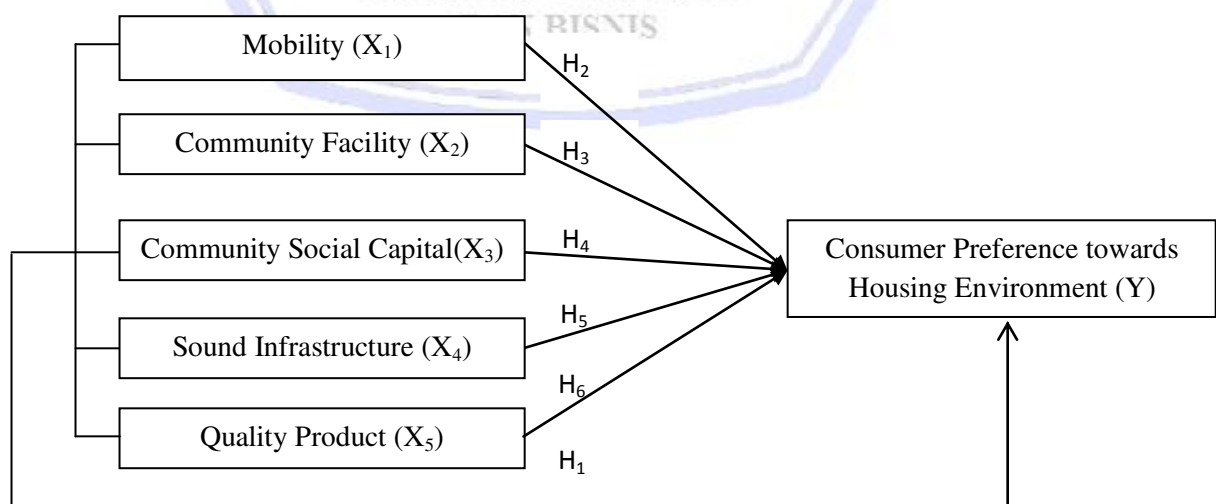 BISNIS
Mobility (X₁)
H₂
Community Facility (X₂)
H₃
Community Social Capital(X₃)
H₄
Consumer Preference towards
Housing Environment (Y)
Sound Infrastructure (X₄)
H₅
Quality Product (X₅)
H₆
H₁